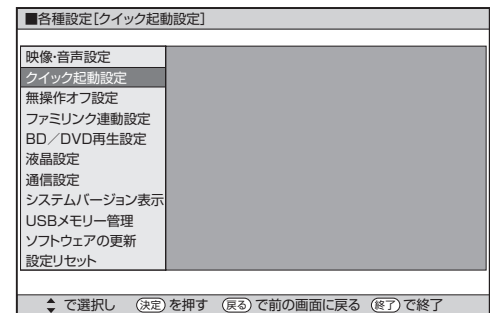 ■各種設定[クイック起動設定]
映像・音声設定
クイック起動設定
無操作オフ設定
ファミリンク連動設定
BD／DVD再生設定
液晶設定
通信設定
システムバージョン表示
USBメモリー管理
ソフトウェアの更新
設定リセット
で選択し 決定 を押す 戻る で前の画面に戻る 終了 で終了